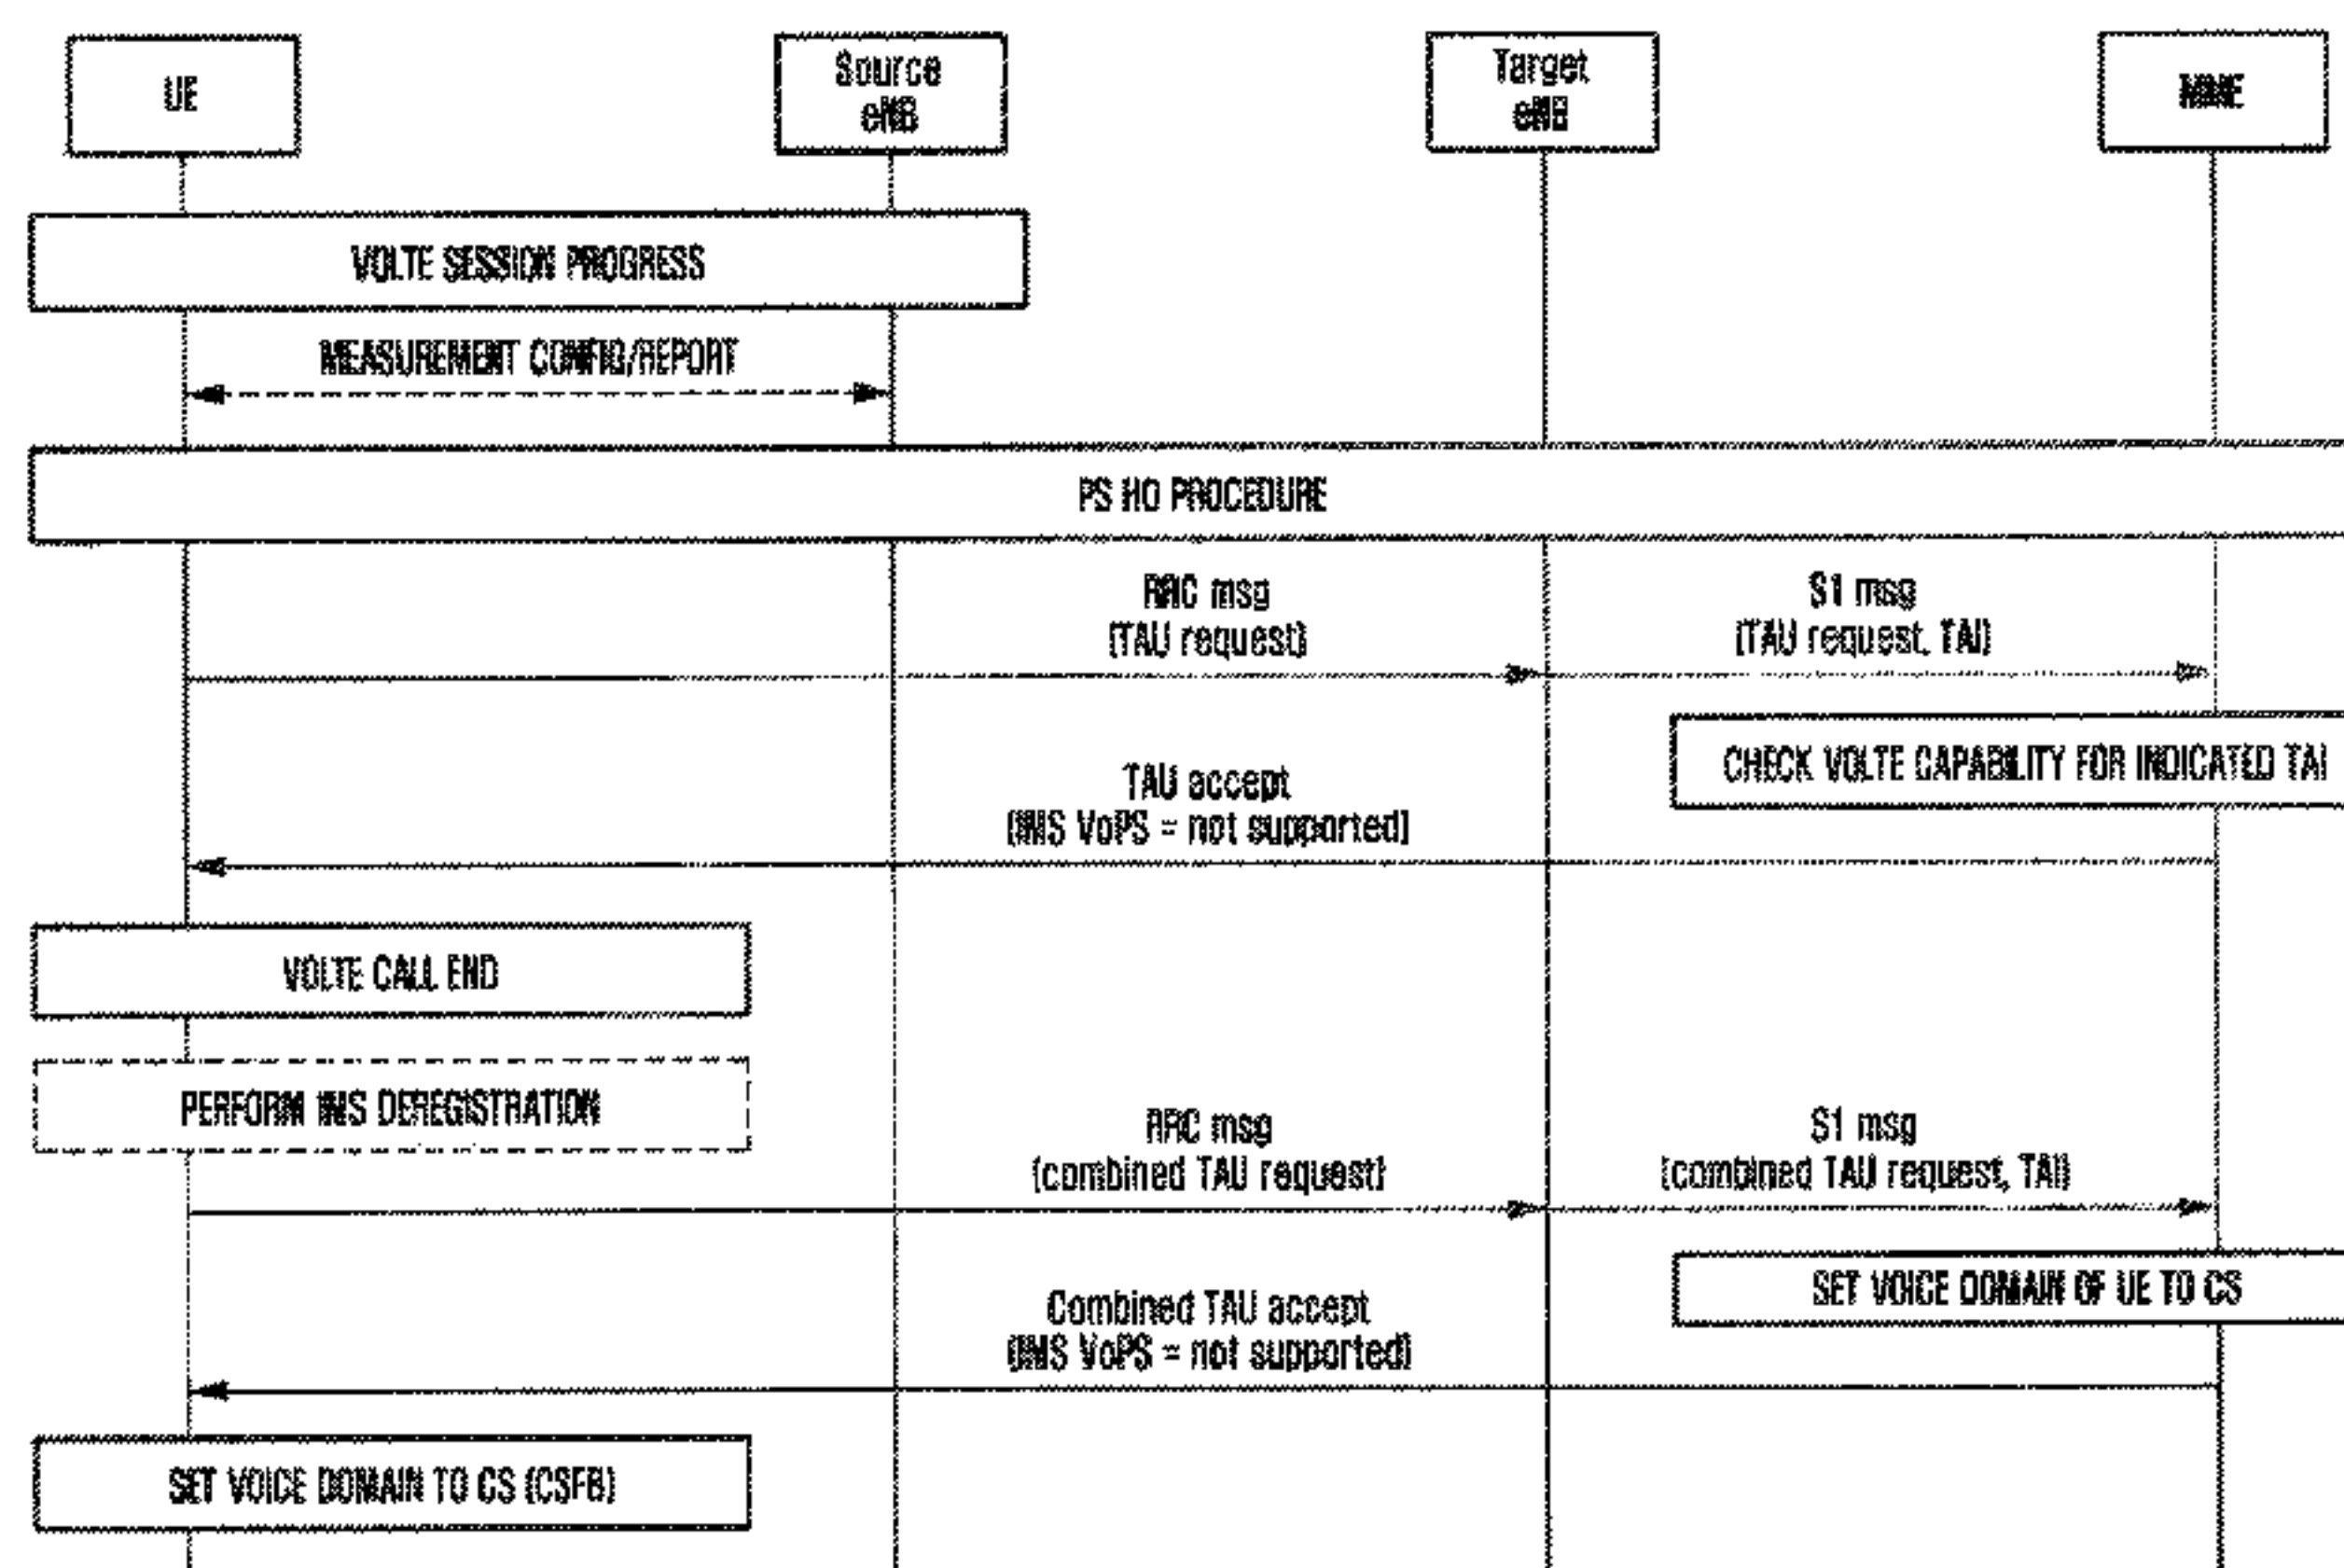 UE
Source
eNB
Target
eNB
MME
VOLTE SESSION PROGRESS
MEASUREMENT CONFIG/REPORT
PS HO PROCEDURE
RRC msg
(TAU request)
S1 msg
(TAU request, TAI)
CHECK VOLTE CAPABILITY FOR INDICATED TAI
TAU accept
(IMS VoPS = not supported)
VOLTE CALL END
PERFORM IMS DEREGISTRATION
RRC msg
(combined TAU request)
S1 msg
(combined TAU request, TAI)
SET VOICE DOMAIN OF UE TO CS
Combined TAU accept
(IMS VoPS = not supported)
SET VOICE DOMAIN TO CS (CSFB)